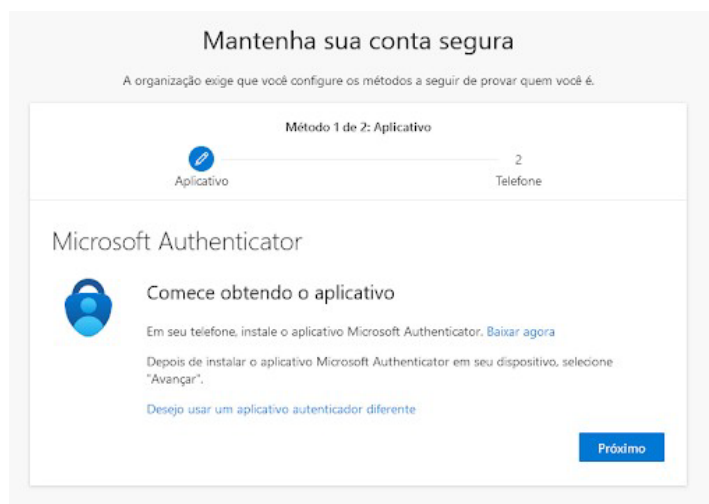 Mantenha sua conta segura
A organização exige que você configure os métodos a seguir de provar quem você é.
Método 1 de 2: Aplicativo
2
Aplicativo
Telefone
Microsoft Authenticator
Comece obtendo o aplicativo
Em seu telefone, instale o aplicativo Microsoft Authenticator. Baixar agora
Depois de instalar o aplicativo Microsoft Authenticator em seu dispositivo, selecione
"Avançar".
Desejo usar um aplicativo autenticador diferente
Próximo